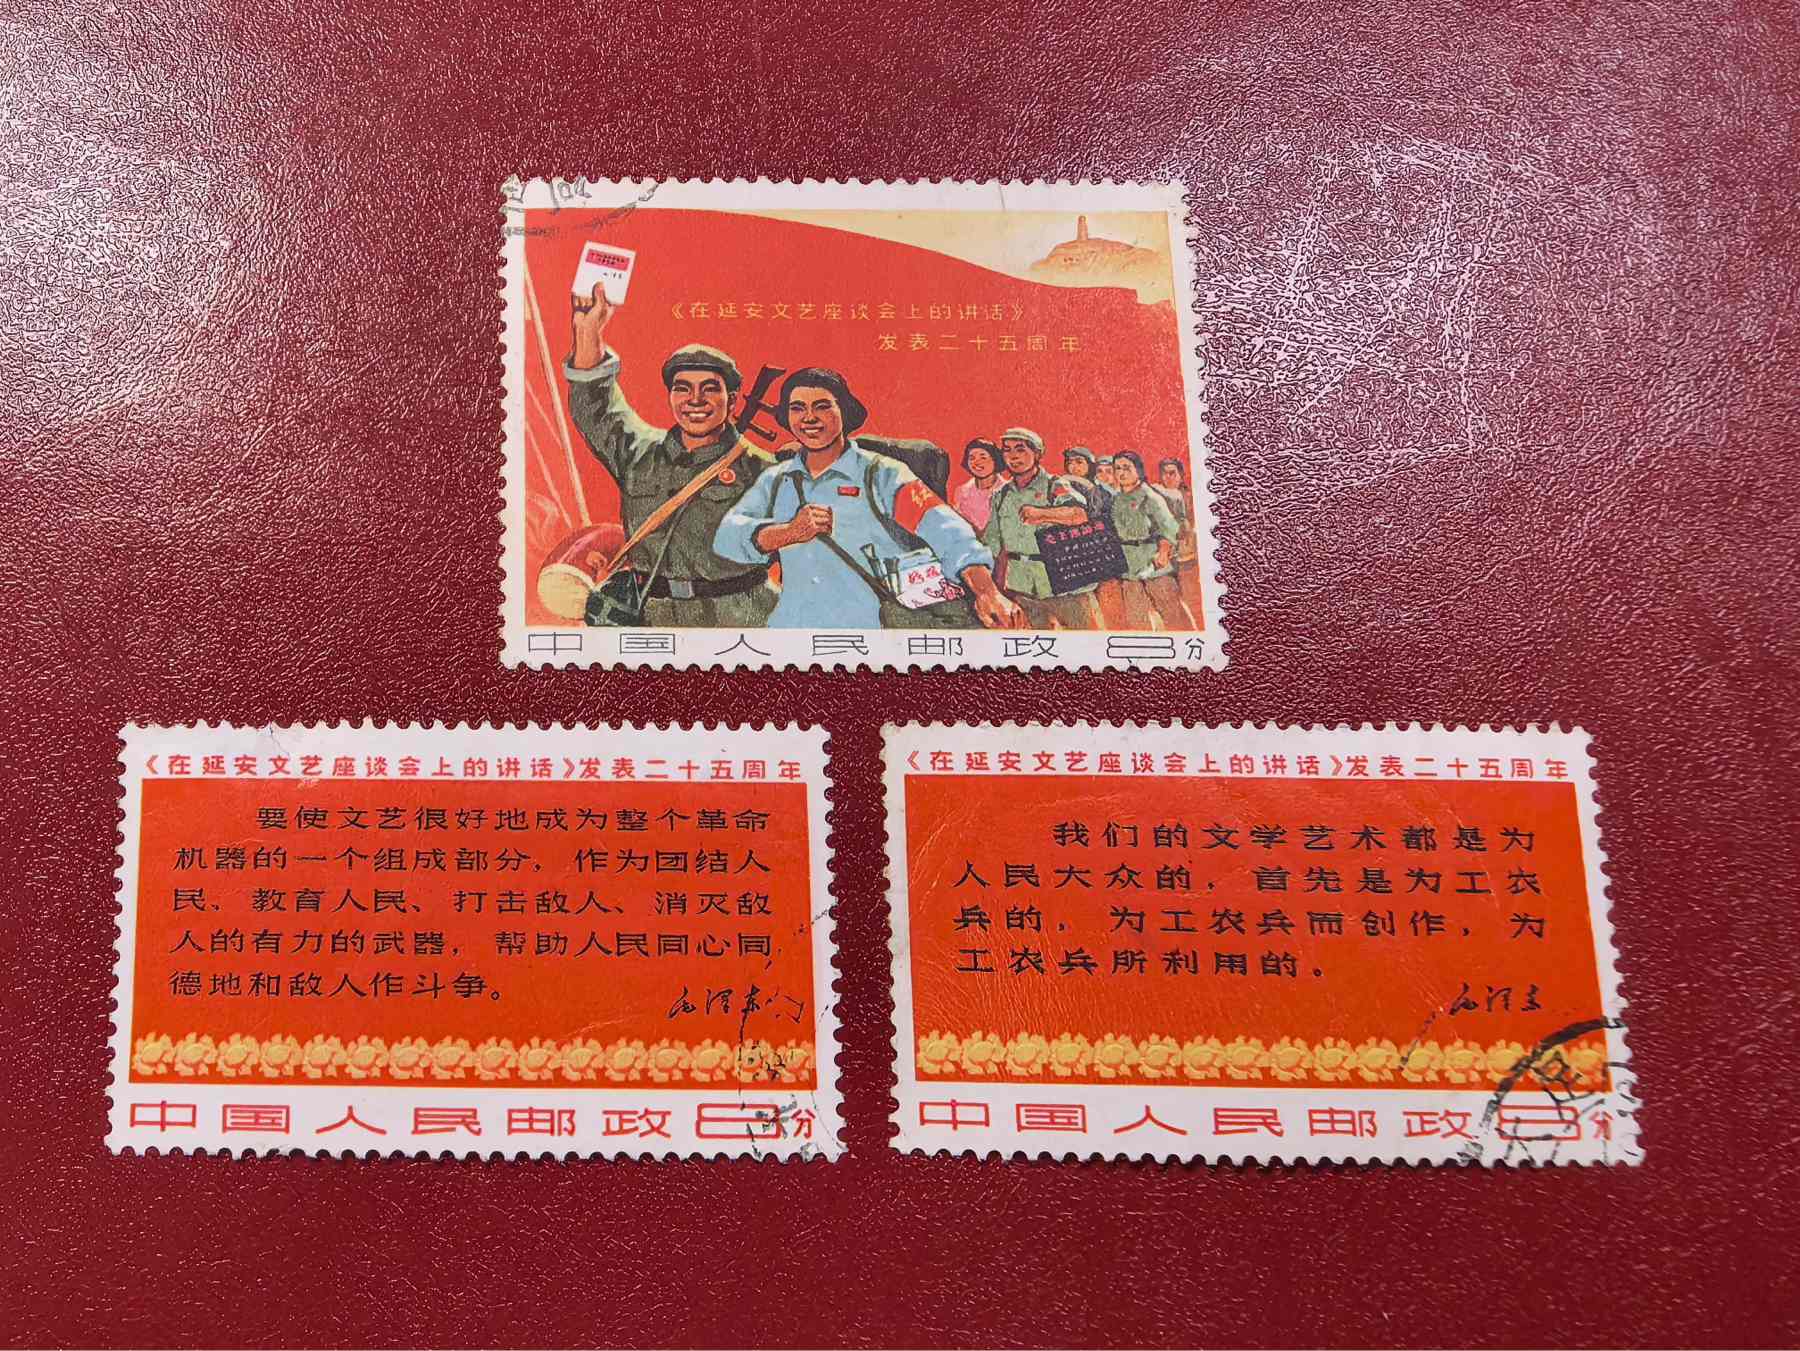 《在延安文艺座谈会上的讲话》
发表二十五周年
中国人民邮政 8分
《在延安文艺座谈会上的讲话》发表二十五周年
要使文艺很好地成为整个革命
机器的一个组成部分，作为团结人
民、教育人民、打击敌人、消灭敌
人的有力的武器，帮助人民同心同
德地和敌人作斗争。
毛泽东
中国人民邮政 8分
《在延安文艺座谈会上的讲话》发表二十五周年
我们的文学艺术都是为
人民大众的，首先是为工农
兵的，为工农兵而创作，为
工农兵所利用的。
毛泽东
中国人民邮政 8分